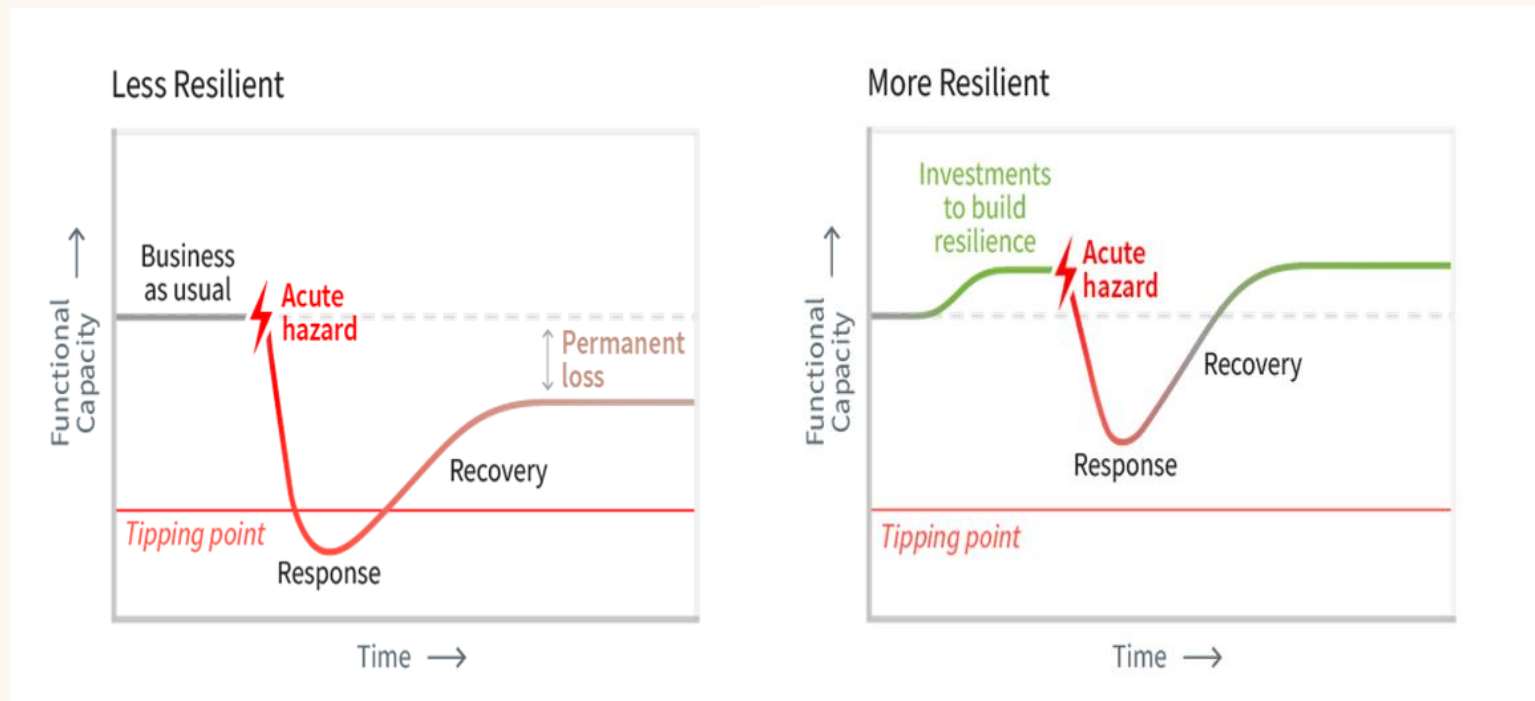 Less Resilient
Business
as usual
Acute
hazard
Permanent
loss
Recovery
Tipping point
Response
Functional
Capacity
Time
More Resilient
Investments
to build
resilience
Acute
hazard
Recovery
Response
Tipping point
Functional
Capacity
Time